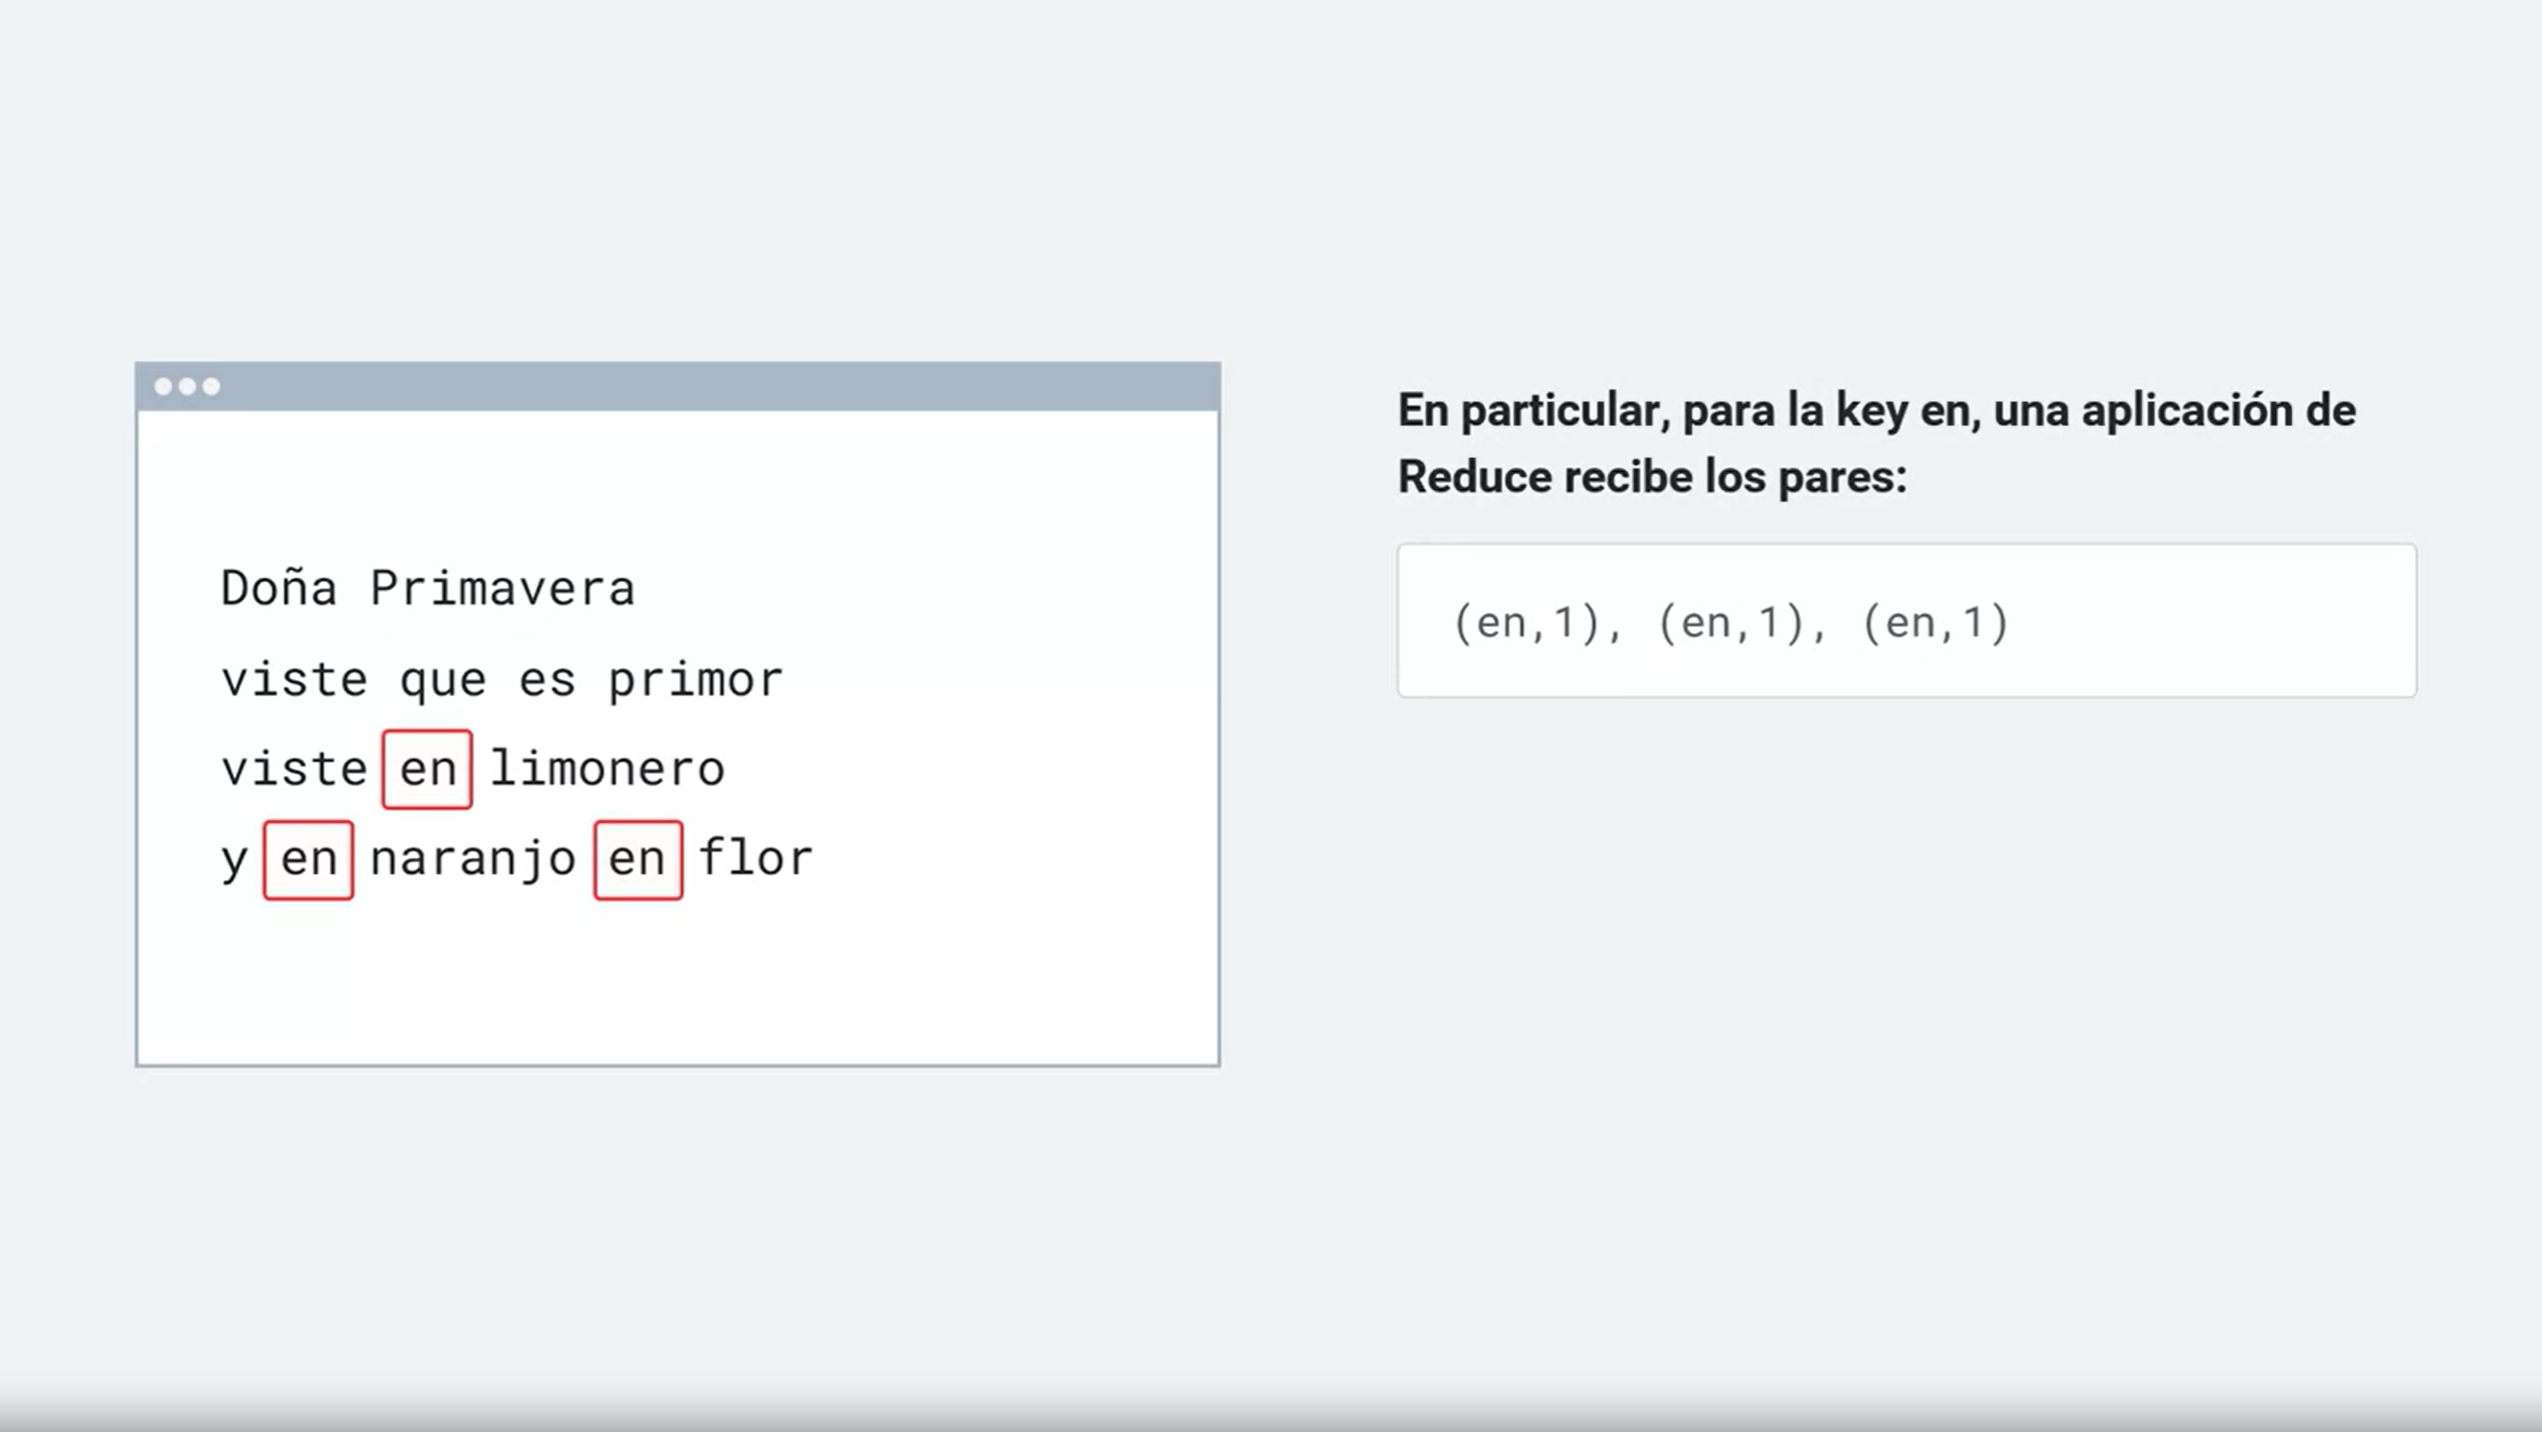 Doña Primavera
viste que es primor
viste en limonero
y en naranjo en flor
En particular, para la key en, una aplicación de
Reduce recibe los pares:
(en,1), (en,1), (en,1)